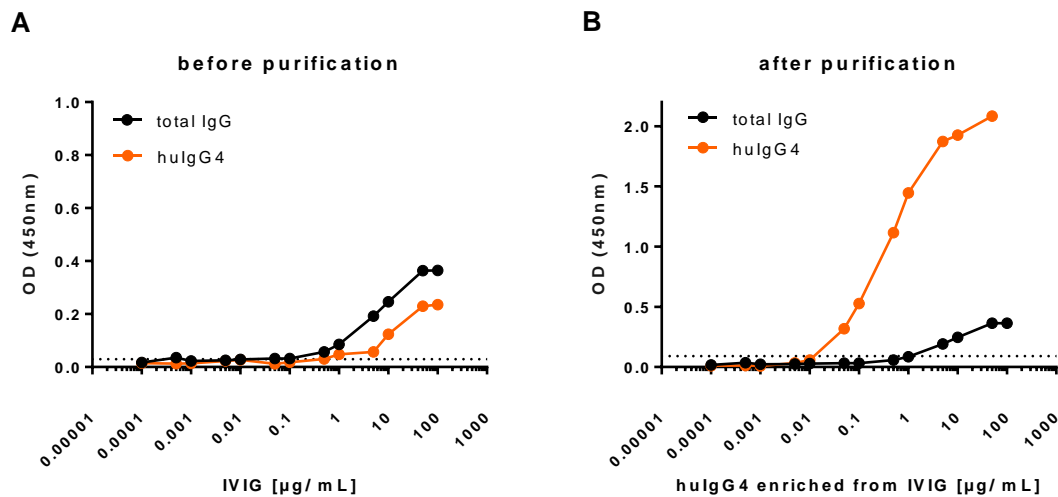 A
before purification
1.0
0.8
0.6
0.4
0.2
0.0
OD (450nm)
total IgG
huIgG4
0.00001
0.0001
0.001
0.01
0.1
1
10
100
1000
IVIG [µg/mL]
B
after purification
2.0
1.5
1.0
0.5
0.0
OD (450nm)
total IgG
huIgG4
0.00001
0.0001
0.001
0.01
0.1
1
10
100
1000
huIgG4 enriched from IVIG [µg/mL]